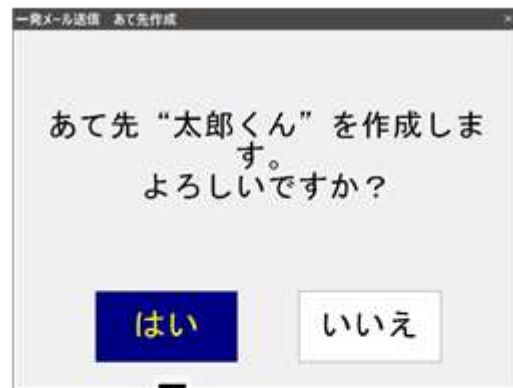 一発メール送信 あて先作成
あて先“太郎くん”を作成しま
す。
よろしいですか？
はい
いいえ